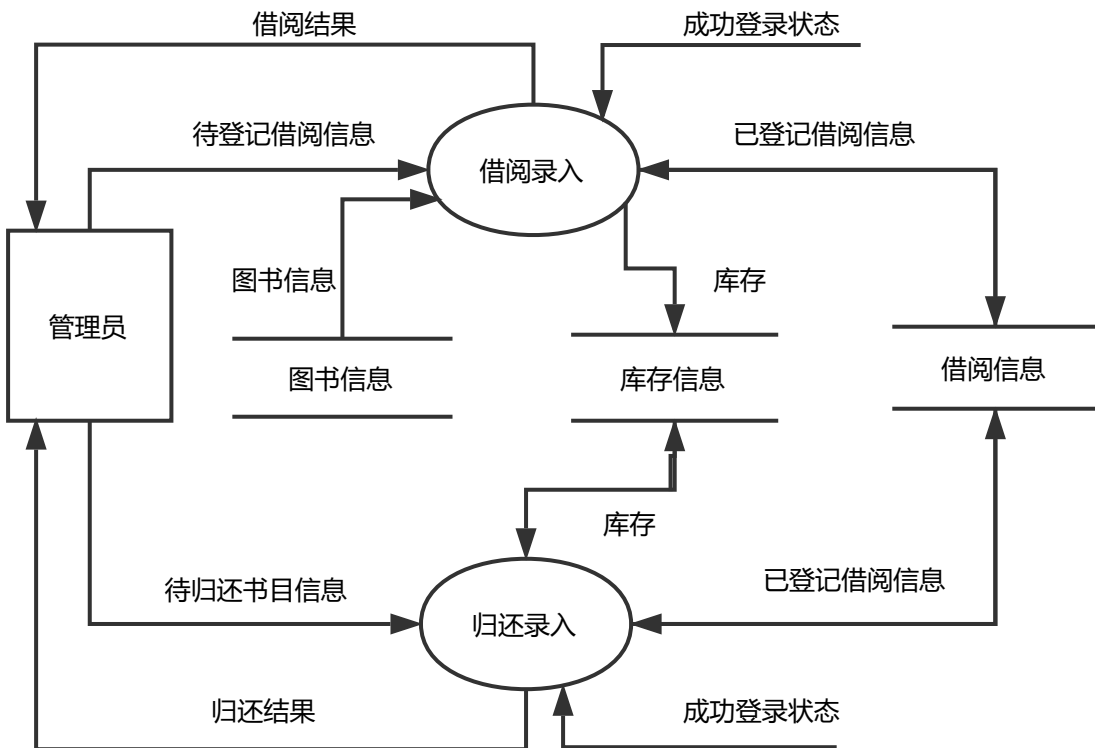 借阅结果
成功登录状态
待登记借阅信息
已登记借阅信息
借阅录入
图书信息
库存
管理员
图书信息
库存信息
借阅信息
库存
待归还书目信息
已登记借阅信息
归还录入
归还结果
成功登录状态